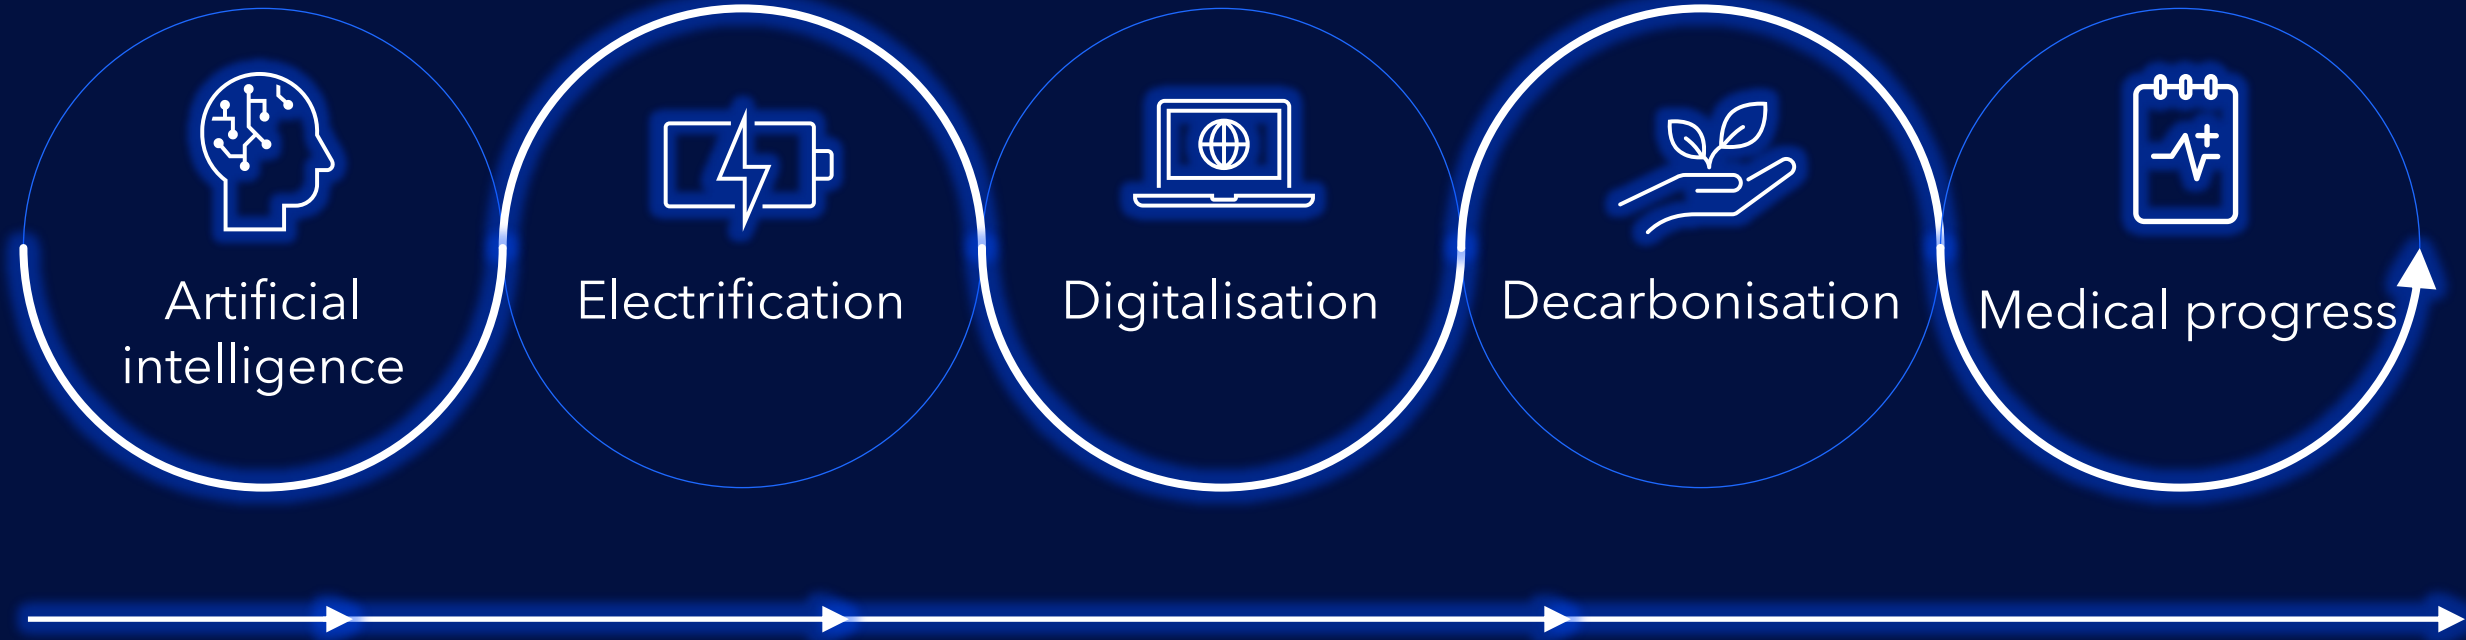 Artificial
intelligence
Electrification
Digitalisation
Decarbonisation
Medical progress